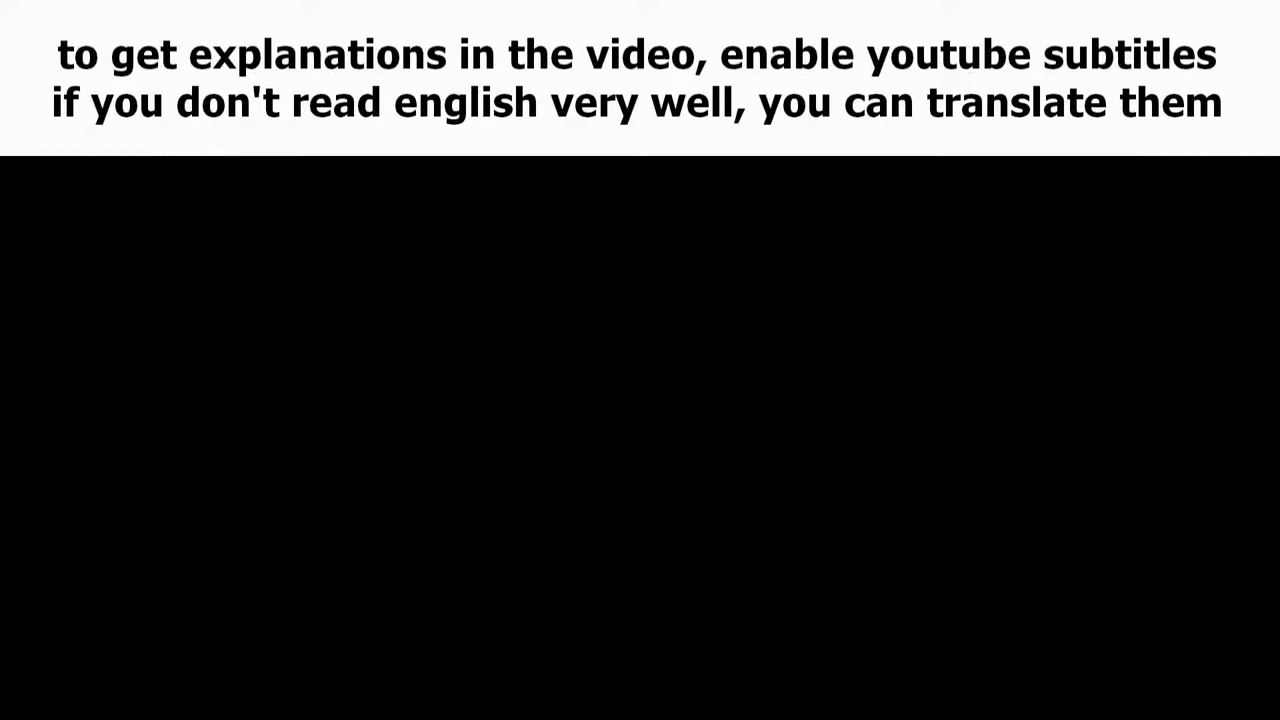 to get explanations in the video, enable youtube subtitles
if you don't read english very well, you can translate them